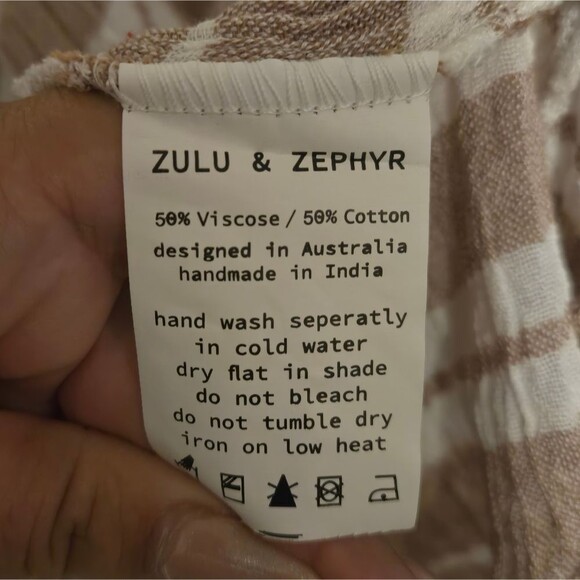 ZULU & ZEPHYR
50% Viscose / 50% Cotton
designed in Australia
handmade in India
hand wash seperatly
in cold water
dry flat in shade
do not bleach
do not tumble dry
iron on low heat